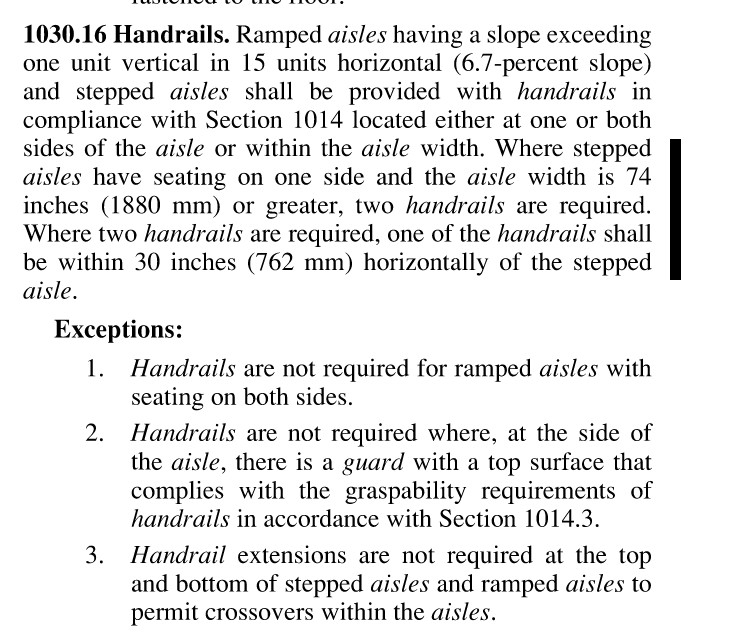 fastened to the floor.
1030.16 Handrails. Ramped aisles having a slope exceeding
one unit vertical in 15 units horizontal (6.7-percent slope)
and stepped aisles shall be provided with handrails in
compliance with Section 1014 located either at one or both
sides of the aisle or within the aisle width. Where stepped
aisles have seating on one side and the aisle width is 74
inches (1880 mm) or greater, two handrails are required.
Where two handrails are required, one of the handrails shall
be within 30 inches (762 mm) horizontally of the stepped
aisle.
Exceptions:
1. Handrails are not required for ramped aisles with
seating on both sides.
2. Handrails are not required where, at the side of
the aisle, there is a guard with a top surface that
complies with the graspability requirements of
handrails in accordance with Section 1014.3.
3. Handrail extensions are not required at the top
and bottom of stepped aisles and ramped aisles to
permit crossovers within the aisles.